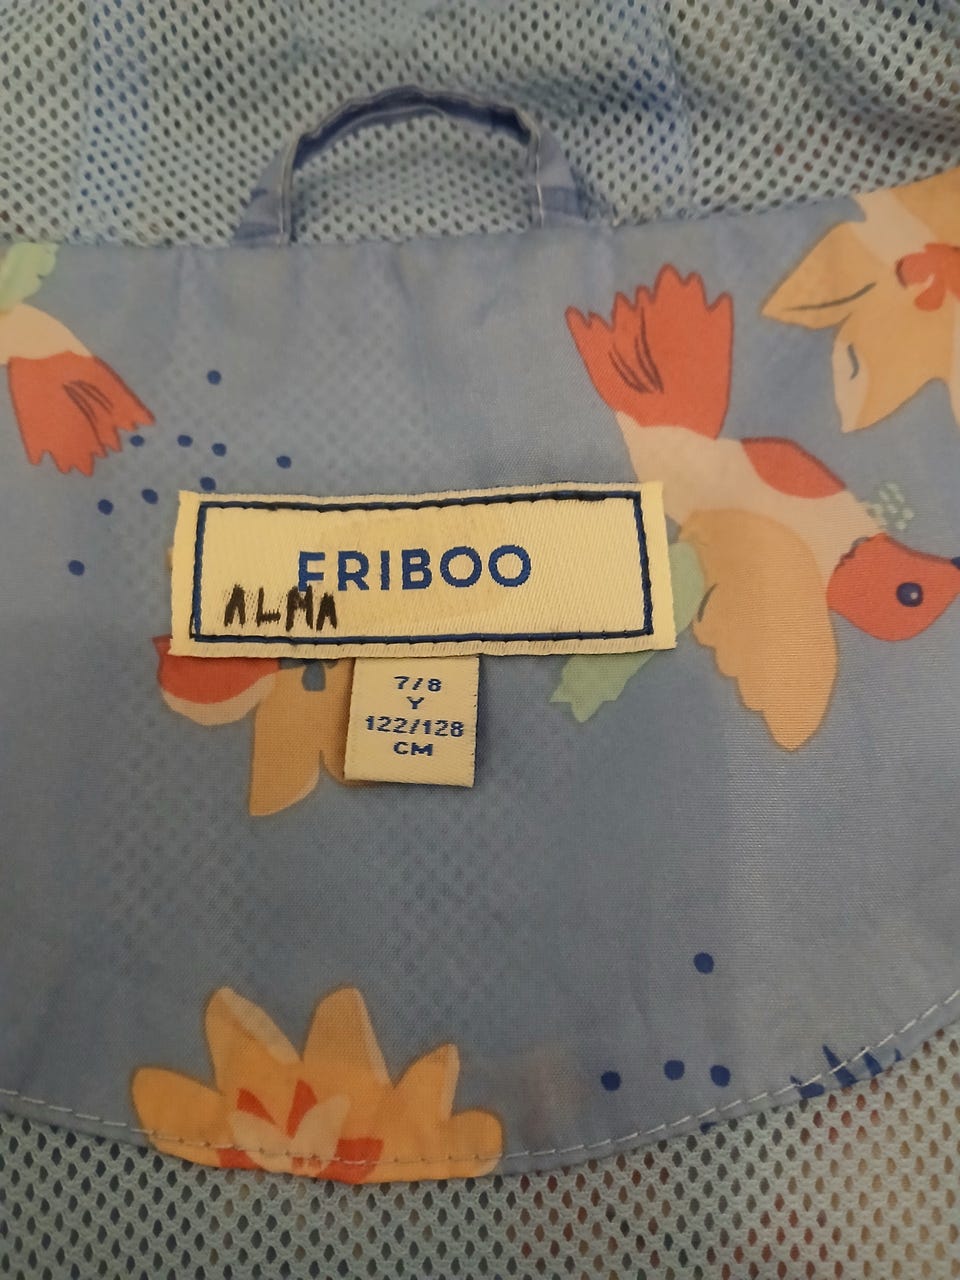 FRIBOO
ALMA
7/8
Y
122/128
CM